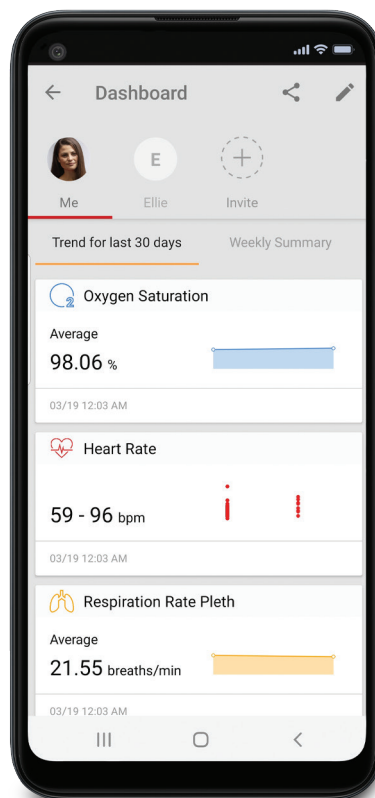 Dashboard
E
Me
Ellie
Invite
Trend for last 30 days
Weekly Summary
O2 Oxygen Saturation
Average
98.06 %
03/19 12:03 AM
Heart Rate
59 - 96 bpm
03/19 12:03 AM
Respiration Rate Pleth
Average
21.55 breaths/min
03/19 12:03 AM